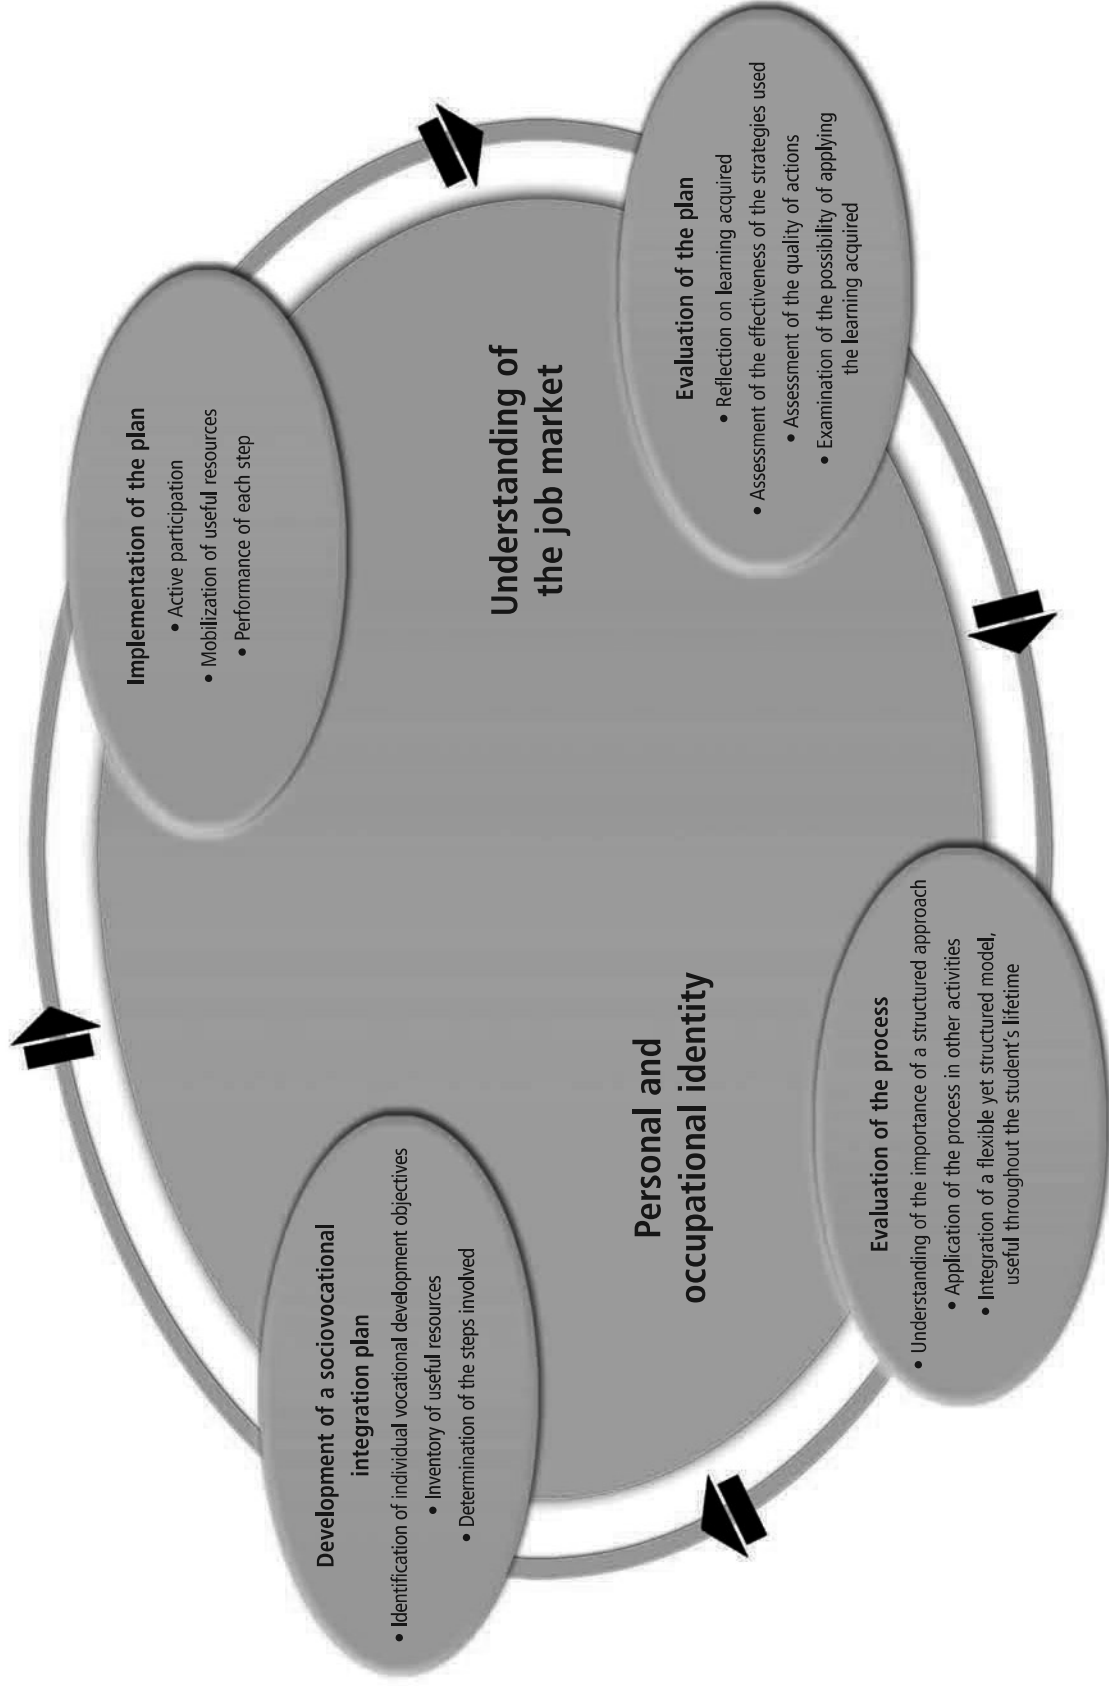 Development of a sociovocational
integration plan
• Identification of individual vocational development objectives
• Inventory of useful resources
• Determination of the steps involved
Implementation of the plan
• Active participation
• Mobilization of useful resources
• Performance of each step
Personal and
occupational identity
Understanding of
the job market
Evaluation of the process
• Understanding of the importance of a structured approach
• Application of the process in other activities
• Integration of a flexible yet structured model,
useful throughout the student’s lifetime
Evaluation of the plan
• Reflection on learning acquired
• Assessment of the effectiveness of the strategies used
• Assessment of the quality of actions
• Examination of the possibility of applying
the learning acquired